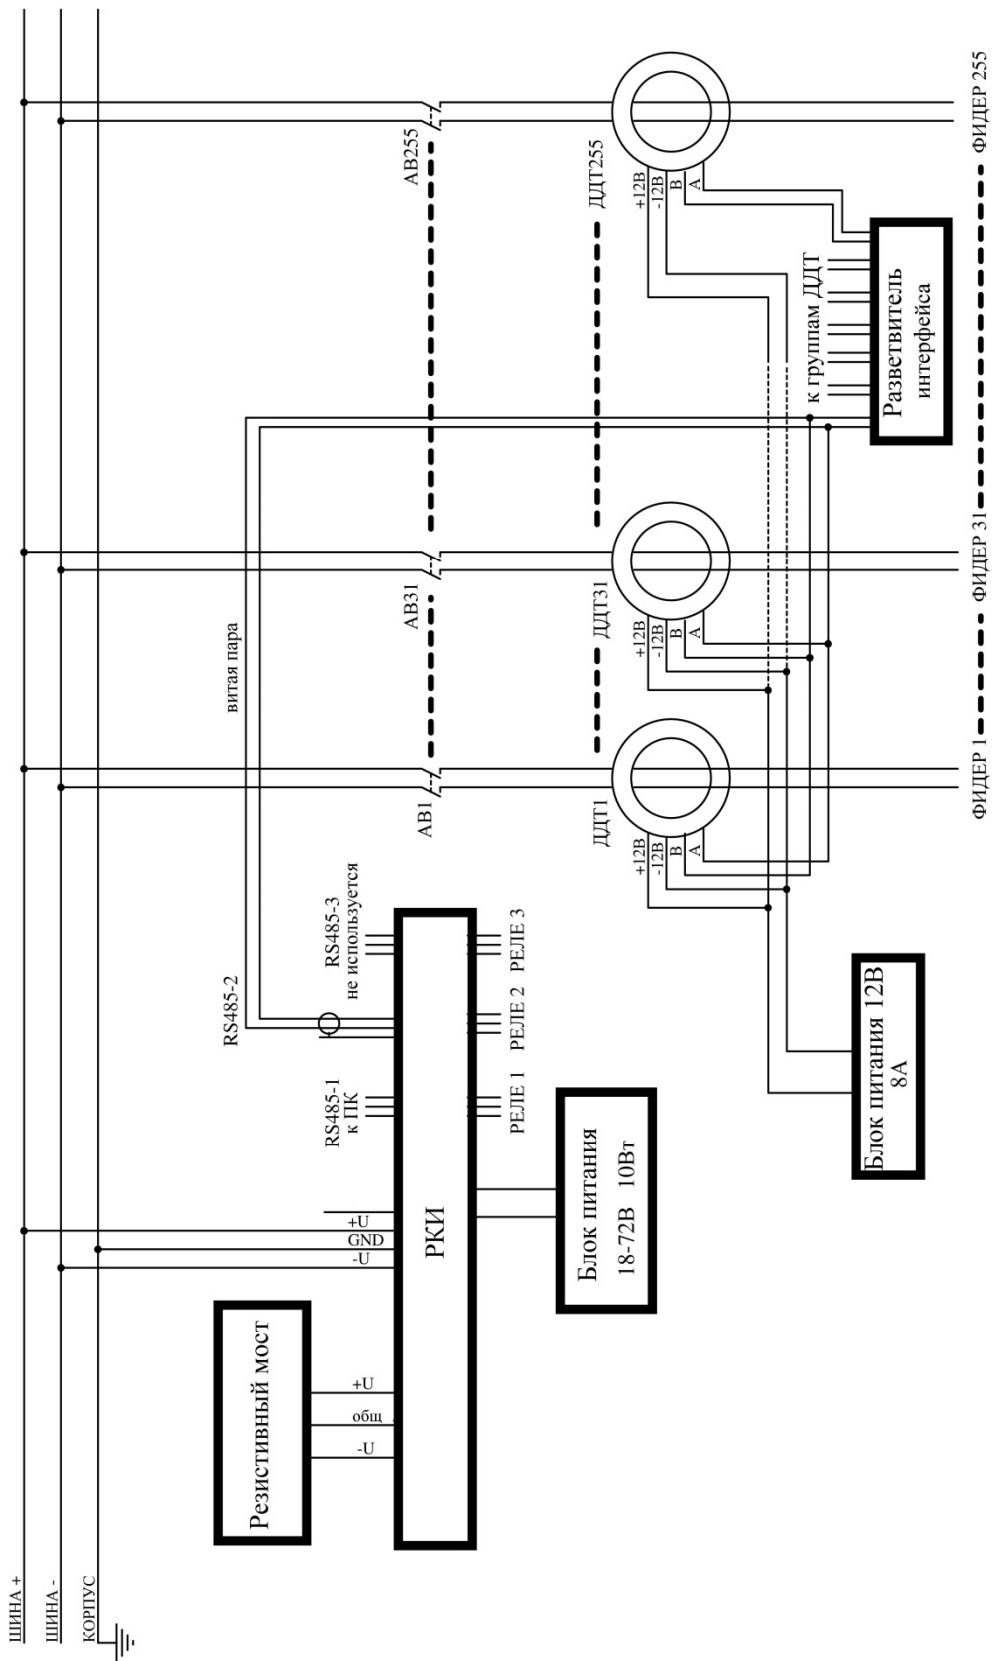 ШИНА +
ШИНА -
КОРПУС
Резистивный мост
-U
общ
+U
-U
GND
+U
RS485-1
к ПК
RS485-2
RS485-3
не используется
витая пара
РКИ
РЕЛЕ 1
РЕЛЕ 2
РЕЛЕ 3
Блок питания
18-72В 10Вт
АВ1
АВ31
АВ255
ДДТ1
ДДТ31
ДДТ255
+12В
-12В
В
А
+12В
-12В
В
А
+12В
-12В
В
А
к группам ДДТ
Разветвитель
интерфейса
Блок питания 12В
8А
ФИДЕР 1
ФИДЕР 31
ФИДЕР 255